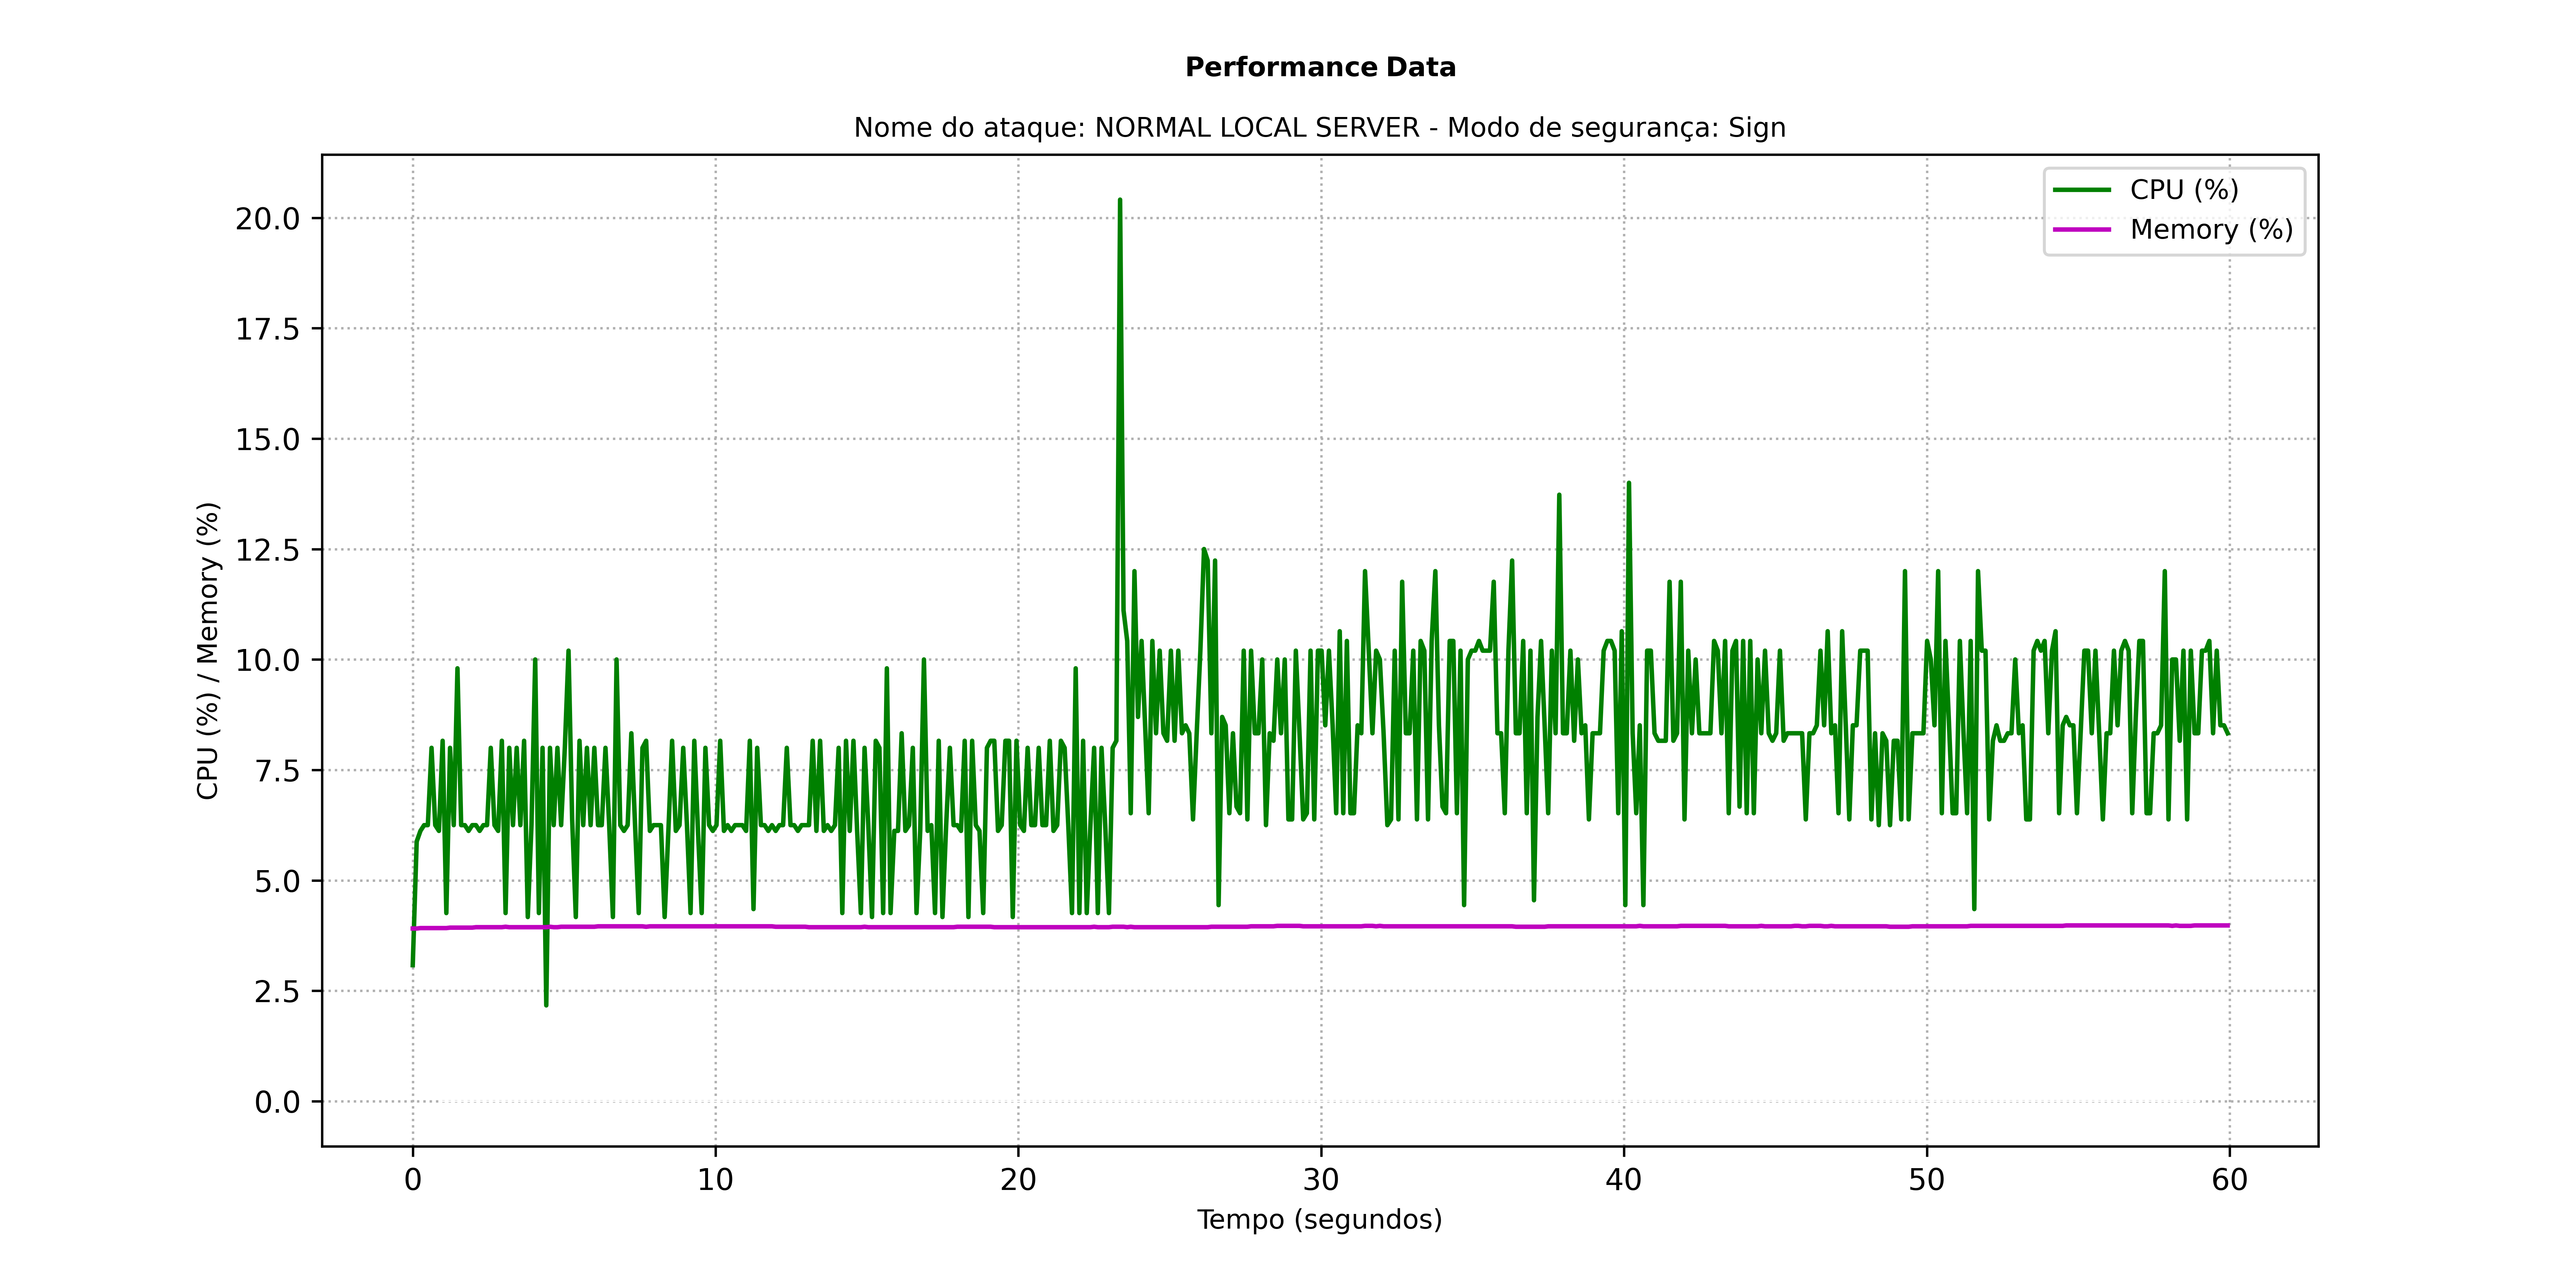 Performance Data
Nome do ataque: NORMAL LOCAL SERVER - Modo de segurança: Sign
CPU (%)
Memory (%)
CPU (%) / Memory (%)
20.0
17.5
15.0
12.5
10.0
7.5
5.0
2.5
0.0
0 10 20 30 40 50 60
Tempo (segundos)